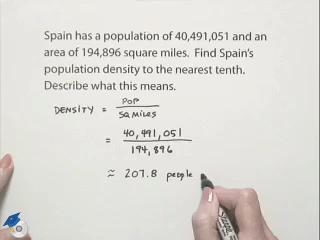 Spain has a population of 40,491,051 and an
area of 194,896 square miles. Find Spain's
population density to the nearest tenth.
Describe what this means.
DENSITY = POP / SQ MILES
= 40,491,051 / 194,896
≈ 207.8 people